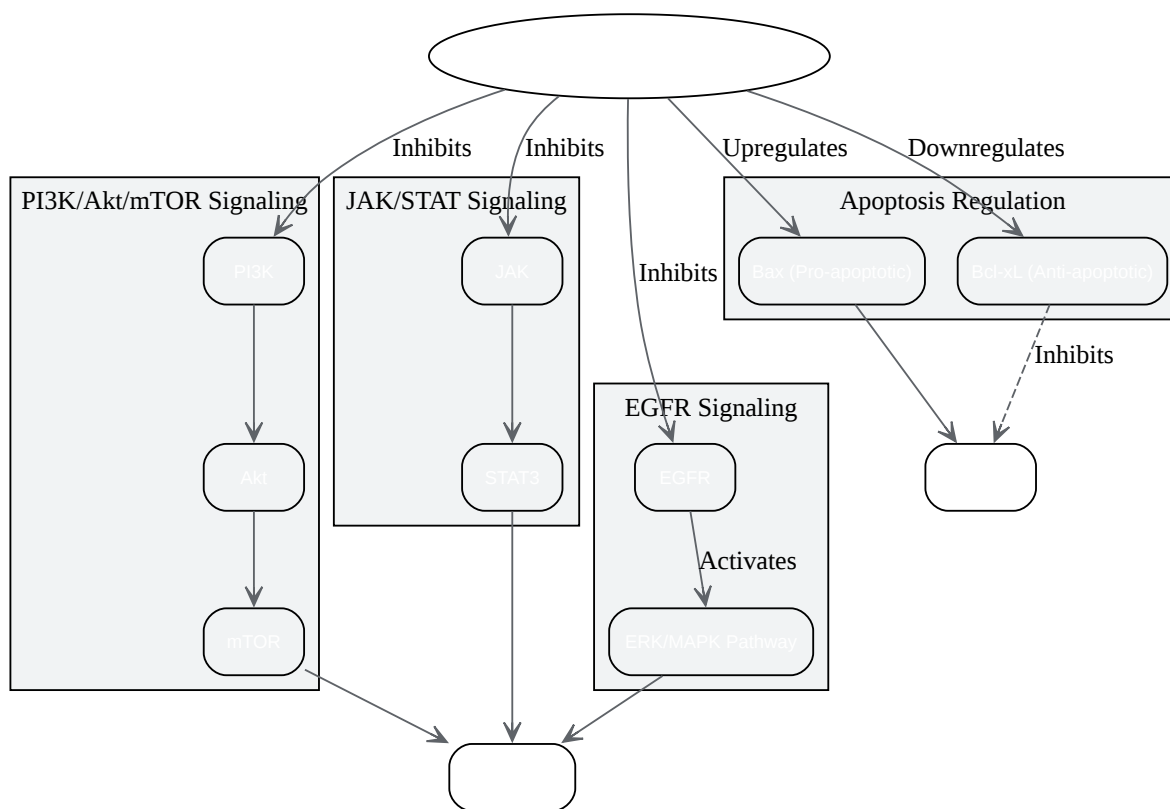 Inhibits
Inhibits
Upregulates
Downregulates
PI3K/Akt/mTOR Signaling
JAK/STAT Signaling
Apoptosis Regulation
PI3K
JAK
Inhibits
Bax (Pro-apoptotic)
Bcl-xL (Anti-apoptotic)
Inhibits
EGFR Signaling
Akt
STAT3
EGFR
Activates
mTOR
ERK/MAPK Pathway